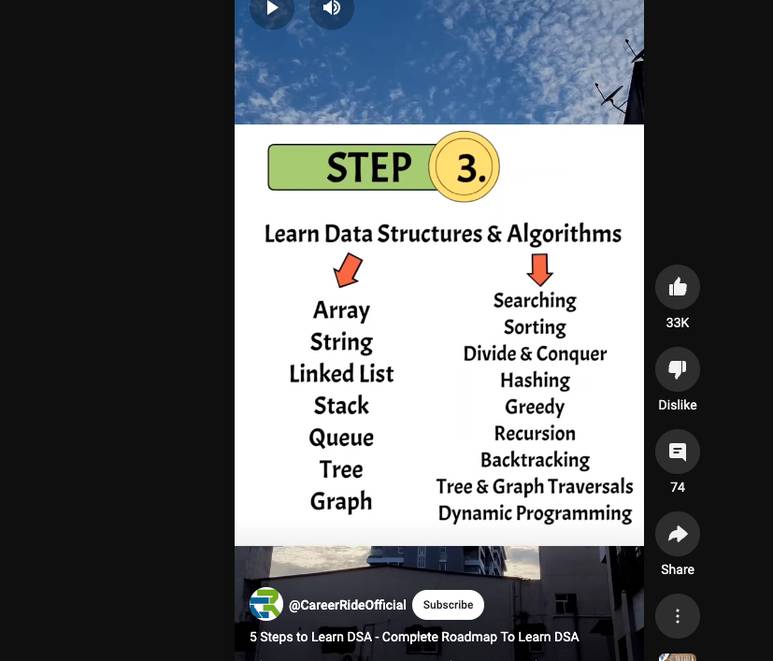 STEP 3.
Learn Data Structures & Algorithms
Array
String
Linked List
Stack
Queue
Tree
Graph
Searching
Sorting
Divide & Conquer
Hashing
Greedy
Recursion
Backtracking
Tree & Graph Traversals
Dynamic Programming
33K
Dislike
74
Share
@CareerRideOfficial Subscribe
5 Steps to Learn DSA - Complete Roadmap To Learn DSA